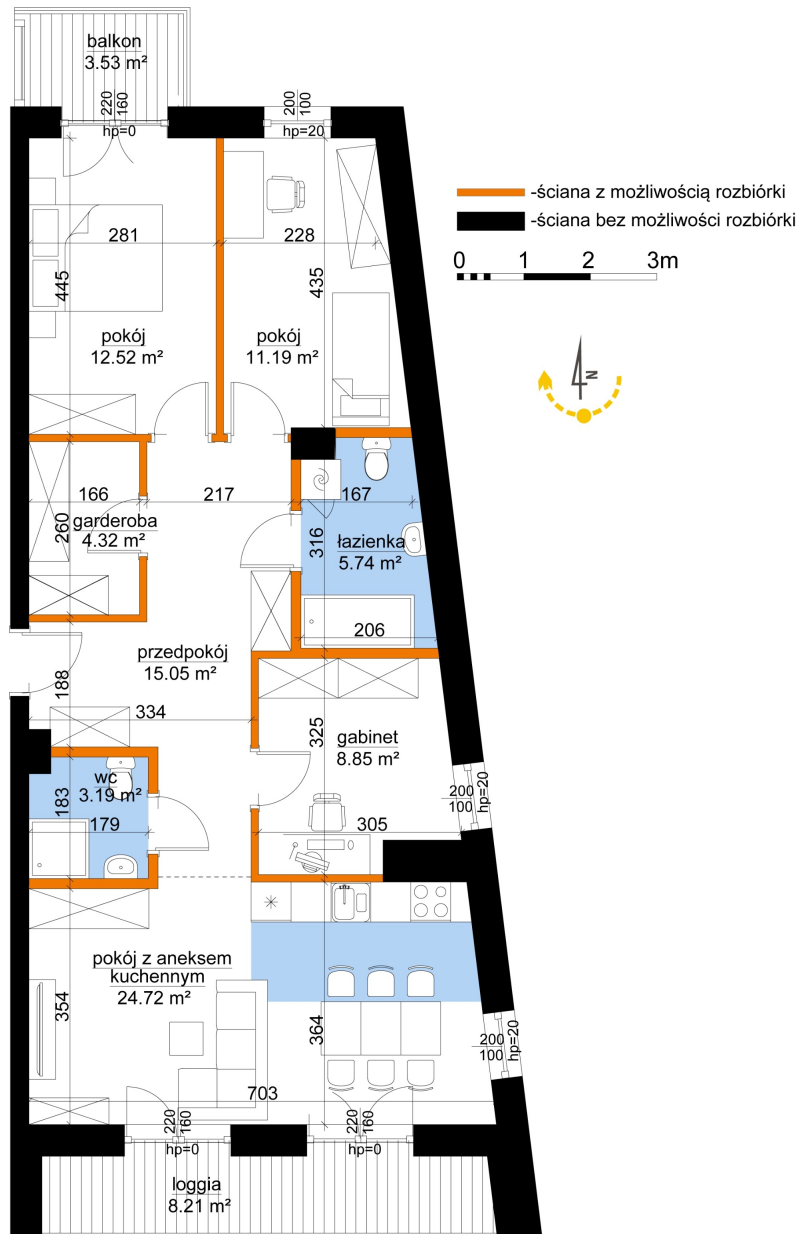 balkon
3.53 m²
220
160
hp=0
200
100
hp=20
-ściana z możliwością rozbiórki
-ściana bez możliwości rozbiórki
0 1 2 3m
281
228
445
435
pokój
12.52 m²
pokój
11.19 m²
N
166
217
167
260
garderoba
4.32 m²
316
łazienka
5.74 m²
206
przedpokój
15.05 m²
188
334
325
gabinet
8.85 m²
200
100
hp=20
wc
3.19 m²
183
179
305
pokój z aneksem
kuchennym
24.72 m²
354
364
200
100
hp=20
703
220
160
hp=0
220
160
hp=0
loggia
8.21 m²